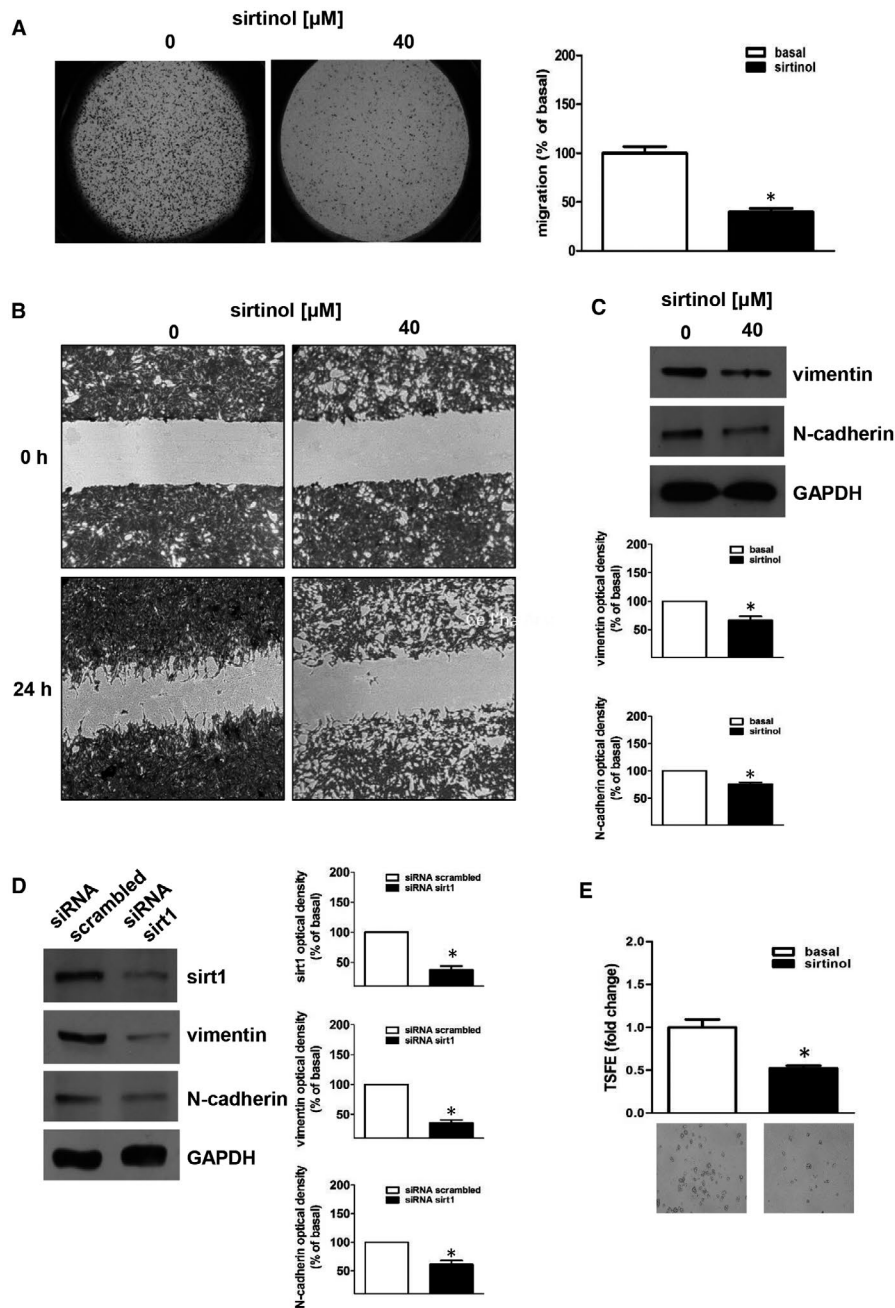 A
sirtinol [µM]
0
40
migration (% of basal)
200
150
100
50
0
basal
sirtinol
*
B
sirtinol [µM]
0
40
0 h
24 h
C
sirtinol [µM]
0
40
vimentin
N-cadherin
GAPDH
vimentin optical density
(% of basal)
200
150
100
50
basal
sirtinol
*
N-cadherin optical density
(% of basal)
200
150
100
50
basal
sirtinol
*
D
siRNA
scrambled
siRNA
sirt1
sirt1
vimentin
N-cadherin
GAPDH
sirt1 optical density
(% of basal)
200
150
100
50
siRNA scrambled
siRNA sirt1
*
vimentin optical density
(% of basal)
200
150
100
50
siRNA scrambled
siRNA sirt1
*
N-cadherin optical density
(% of basal)
200
150
100
50
siRNA scrambled
siRNA sirt1
*
E
TSFE (fold change)
2.0
1.5
1.0
0.5
0.0
basal
sirtinol
*